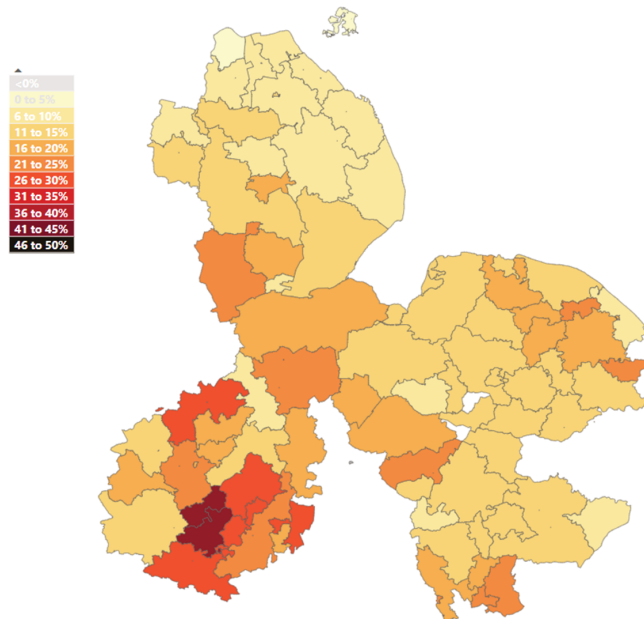 <0%
0 to 5%
6 to 10%
11 to 15%
16 to 20%
21 to 25%
26 to 30%
31 to 35%
36 to 40%
41 to 45%
46 to 50%